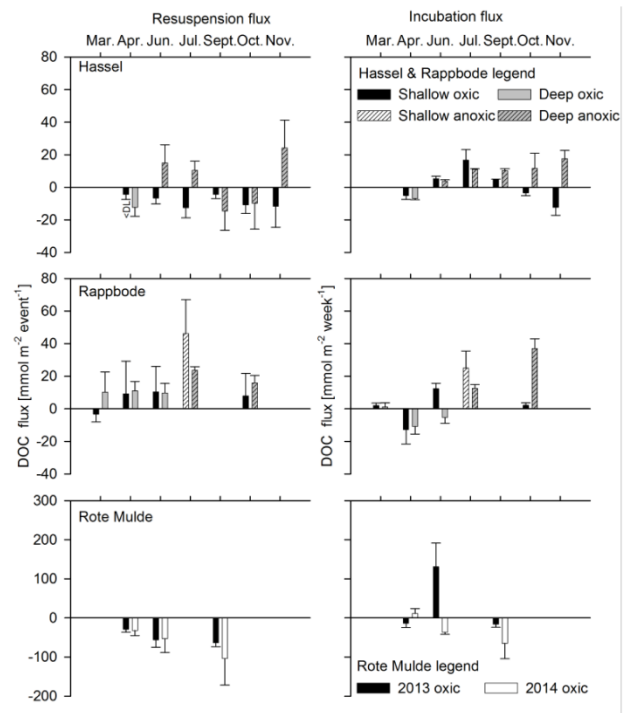 Resuspension flux
Incubation flux
Mar. Apr. Jun. Jul. Sept. Oct. Nov.
Mar. Apr. Jun. Jul. Sept. Oct. Nov.
80
60
40
20
0
-20
-40
Hassel
<DL
Hassel & Rappbode legend
Shallow oxic
Deep oxic
Shallow anoxic
Deep anoxic
80
60
40
20
0
-20
-40
Rappbode
DOC flux [mmol m⁻² event⁻¹]
DOC flux [mmol m⁻² week⁻¹]
300
200
100
0
-100
-200
Rote Mulde
Rote Mulde legend
2013 oxic
2014 oxic